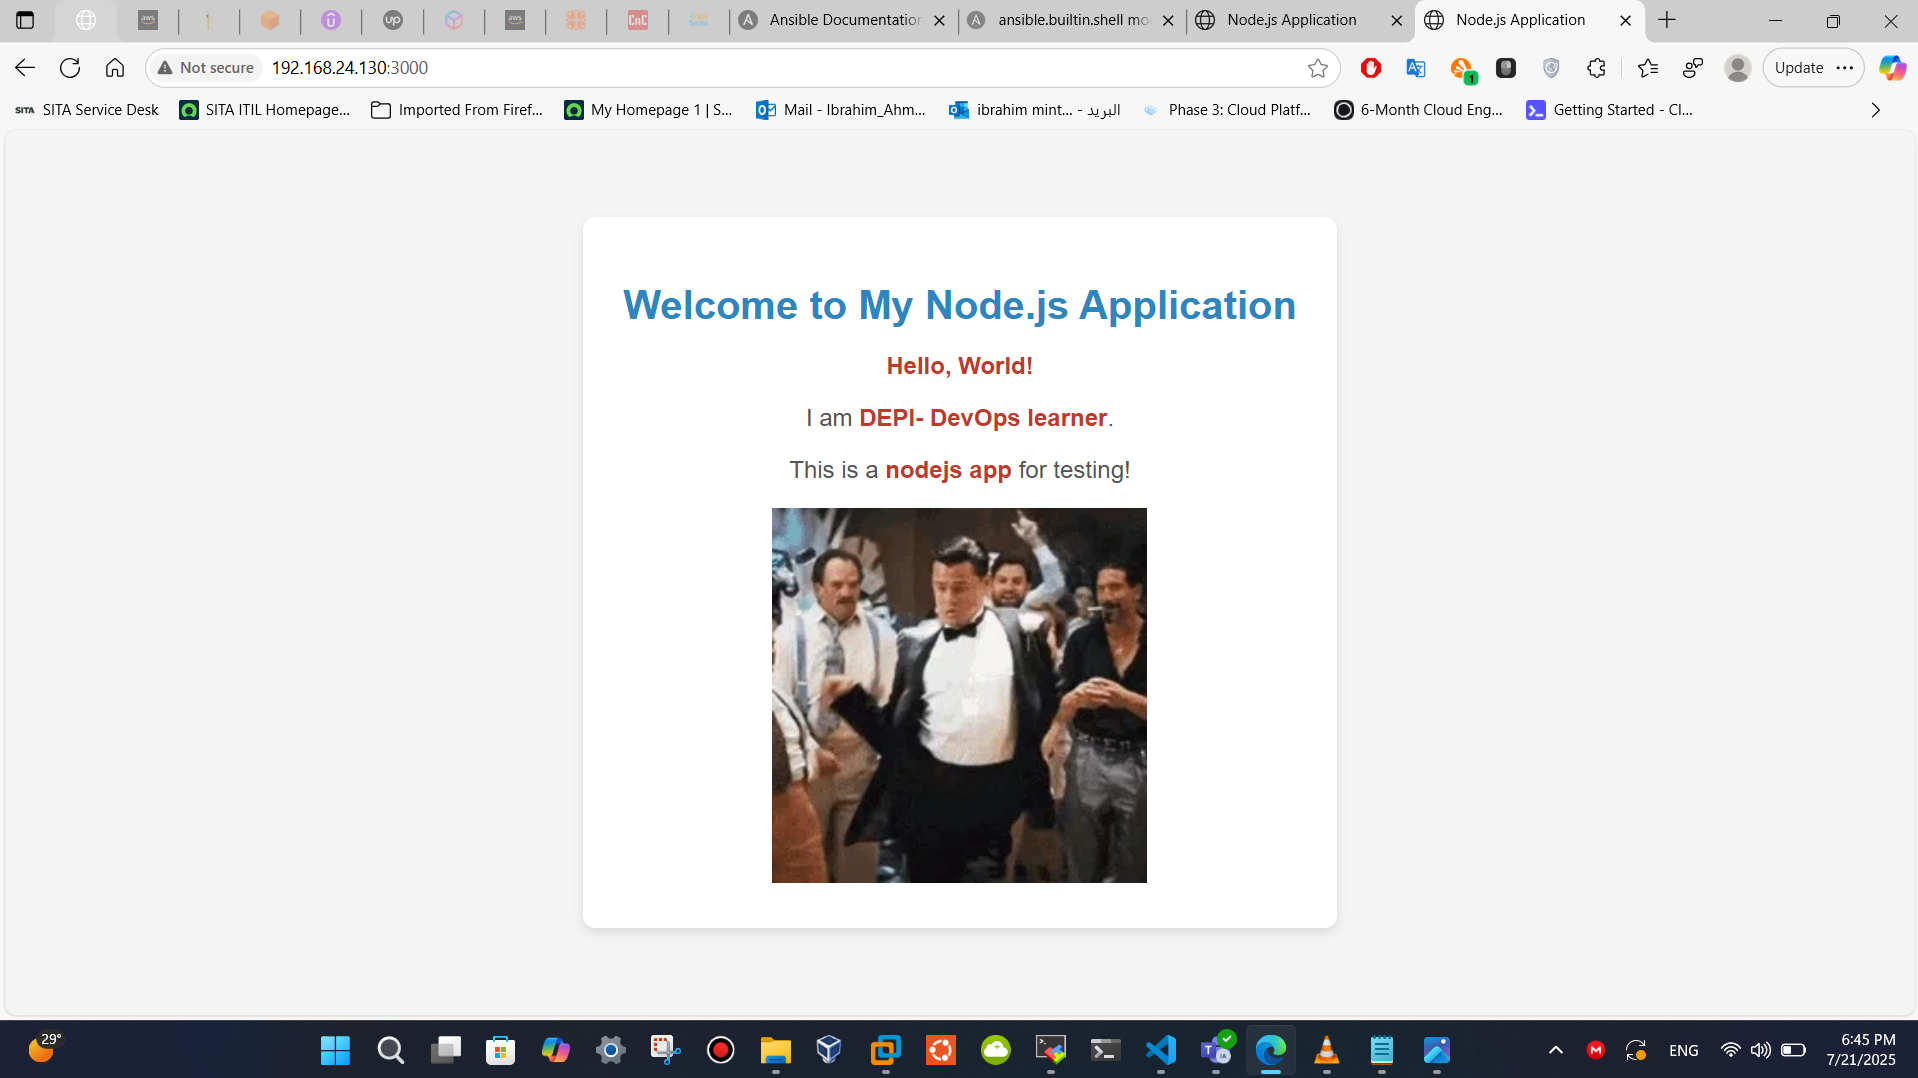 Ansible Documentation
ansible.builtin.shell mo
Node.js Application
Node.js Application
Not secure
192.168.24.130:3000
1
Update
SITA Service Desk
SITA ITIL Homepage...
Imported From Firef...
My Homepage 1 | S...
Mail - Ibrahim_Ahm...
ibrahim mint... - البريد
Phase 3: Cloud Platf...
6-Month Cloud Eng...
Getting Started - Cl...
Welcome to My Node.js Application
Hello, World!
I am DEPI- DevOps learner.
This is a nodejs app for testing!
29°
ENG
6:45 PM
7/21/2025